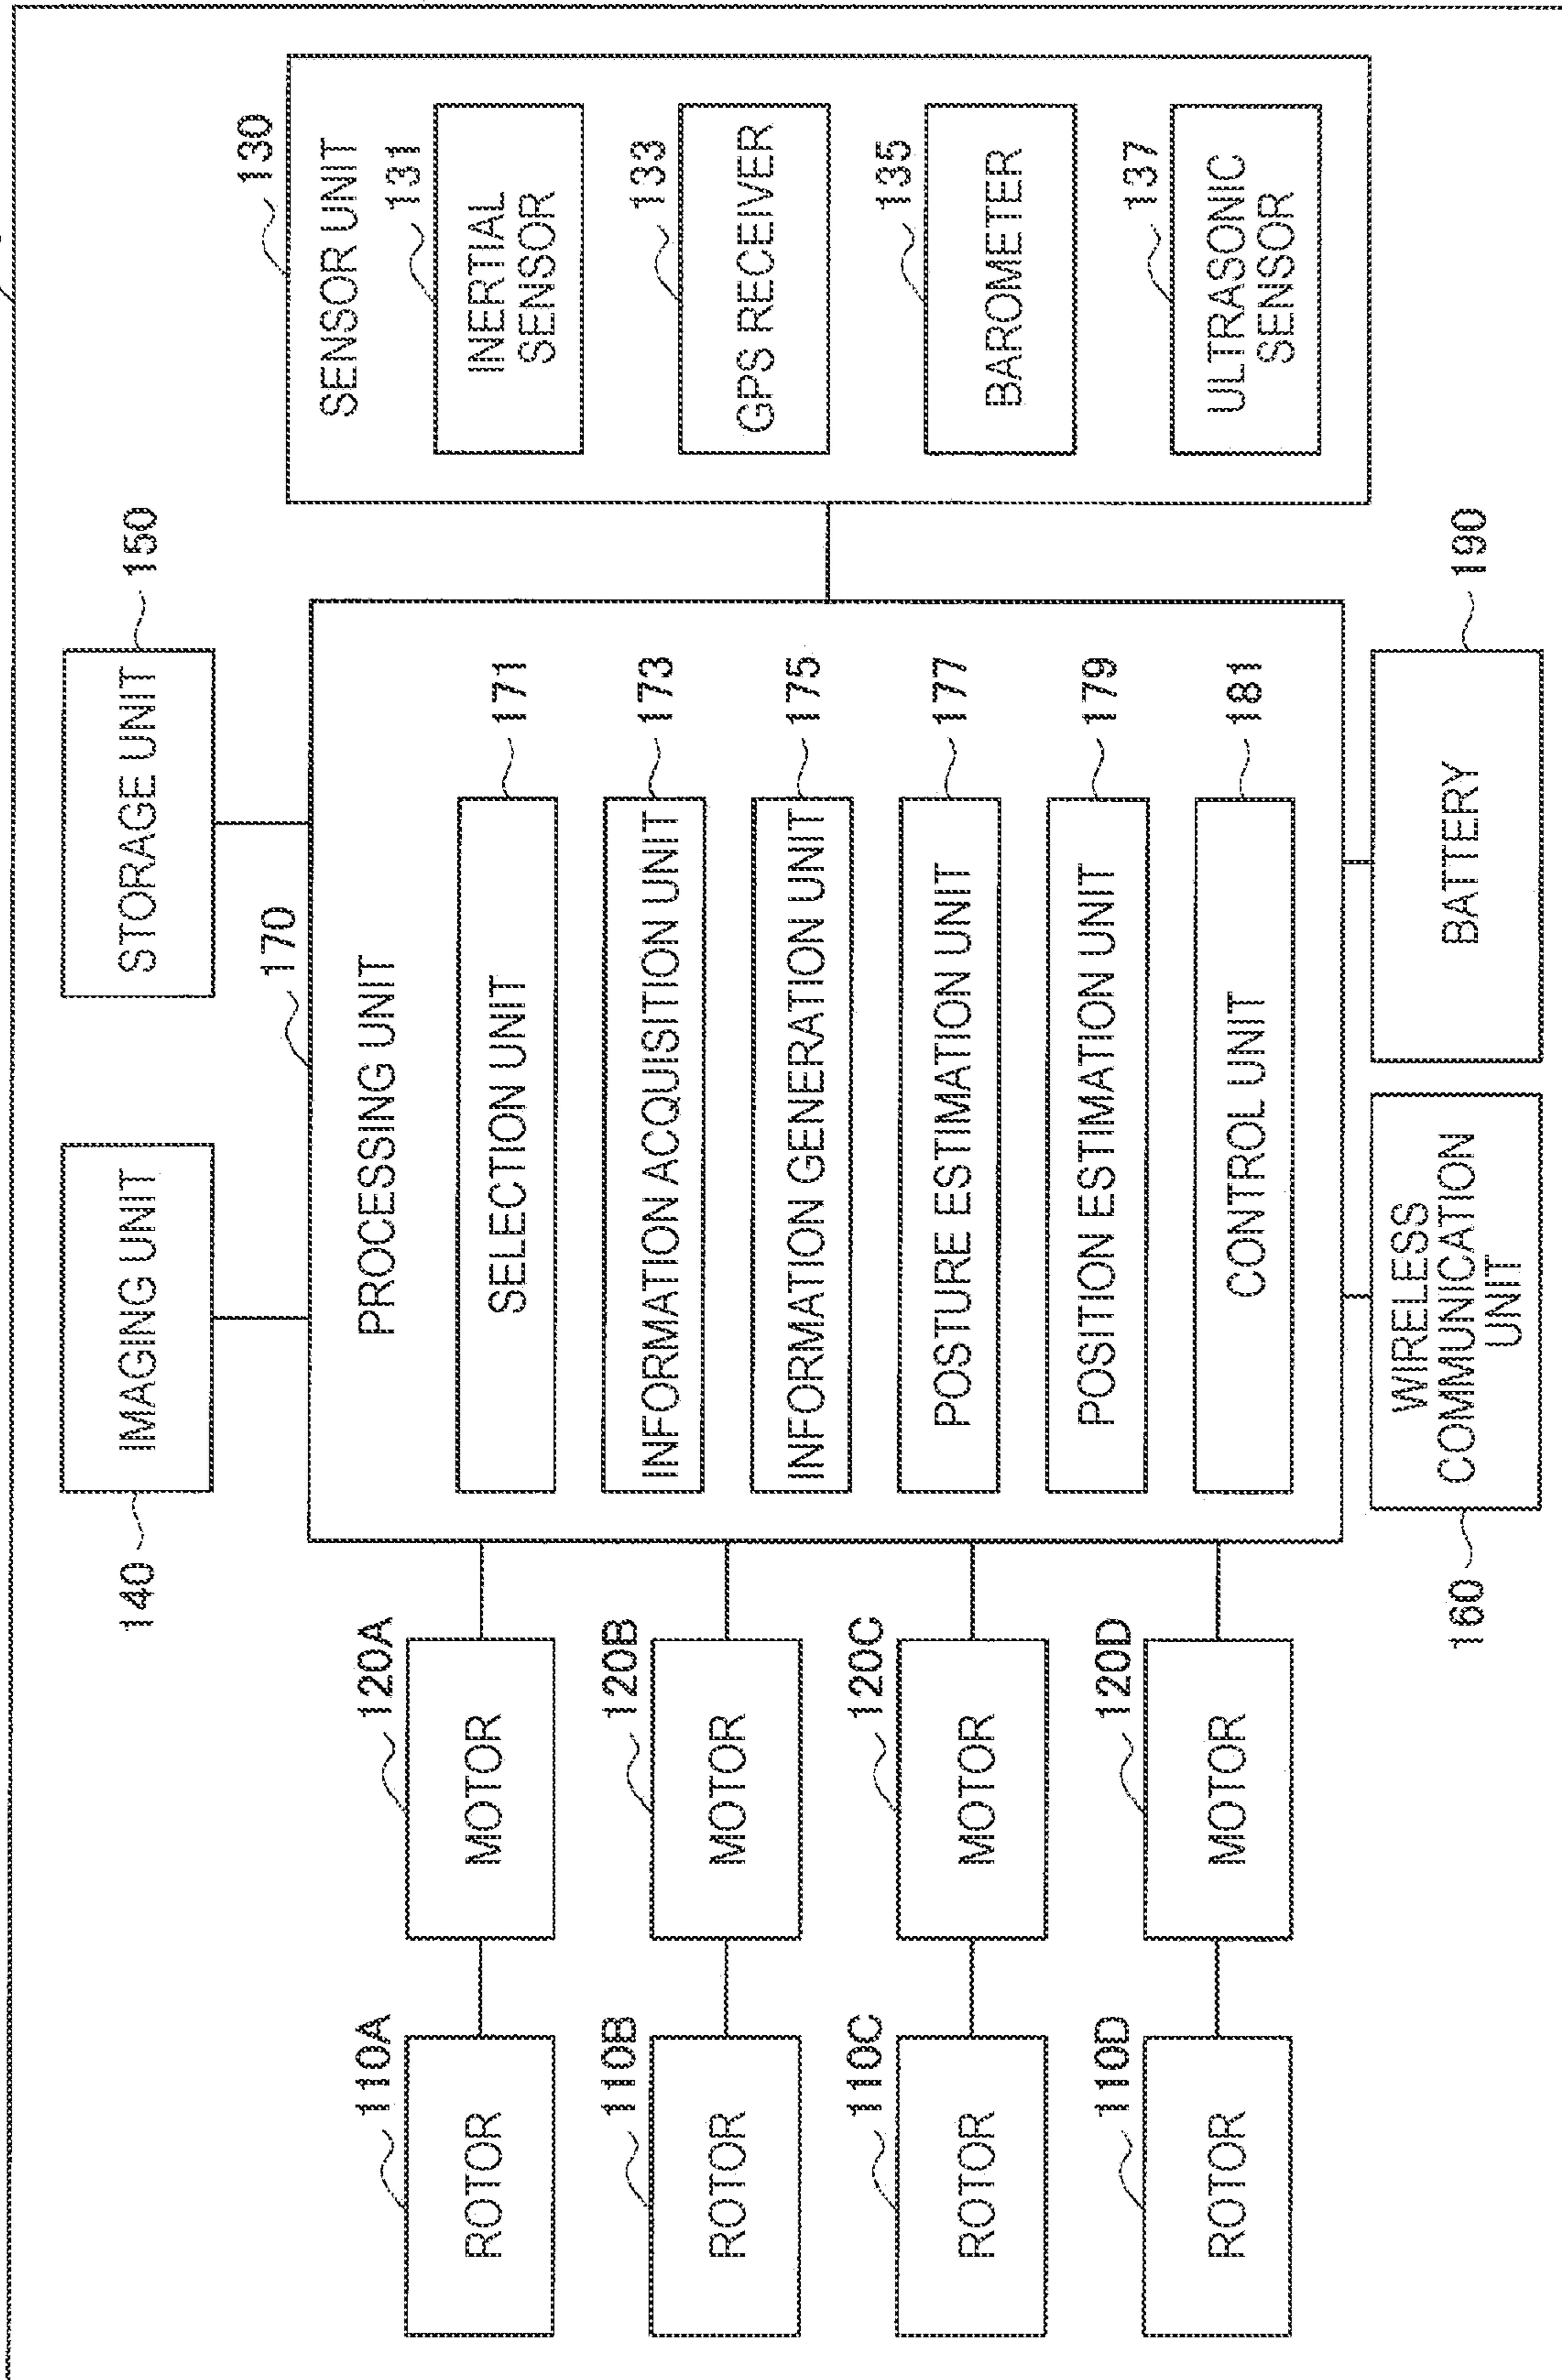 140
IMAGING UNIT
STORAGE UNIT
150
170
PROCESSING UNIT
SELECTION UNIT
171
INFORMATION ACQUISITION UNIT
173
INFORMATION GENERATION UNIT
175
POSTURE ESTIMATION UNIT
177
POSITION ESTIMATION UNIT
179
CONTROL UNIT
181
110A
ROTOR
120A
MOTOR
110B
ROTOR
120B
MOTOR
110C
ROTOR
120C
MOTOR
110D
ROTOR
120D
MOTOR
130
SENSOR UNIT
131
INERTIAL
SENSOR
133
GPS RECEIVER
135
BAROMETER
137
ULTRASONIC
SENSOR
160
WIRELESS
COMMUNICATION
UNIT
BATTERY
190